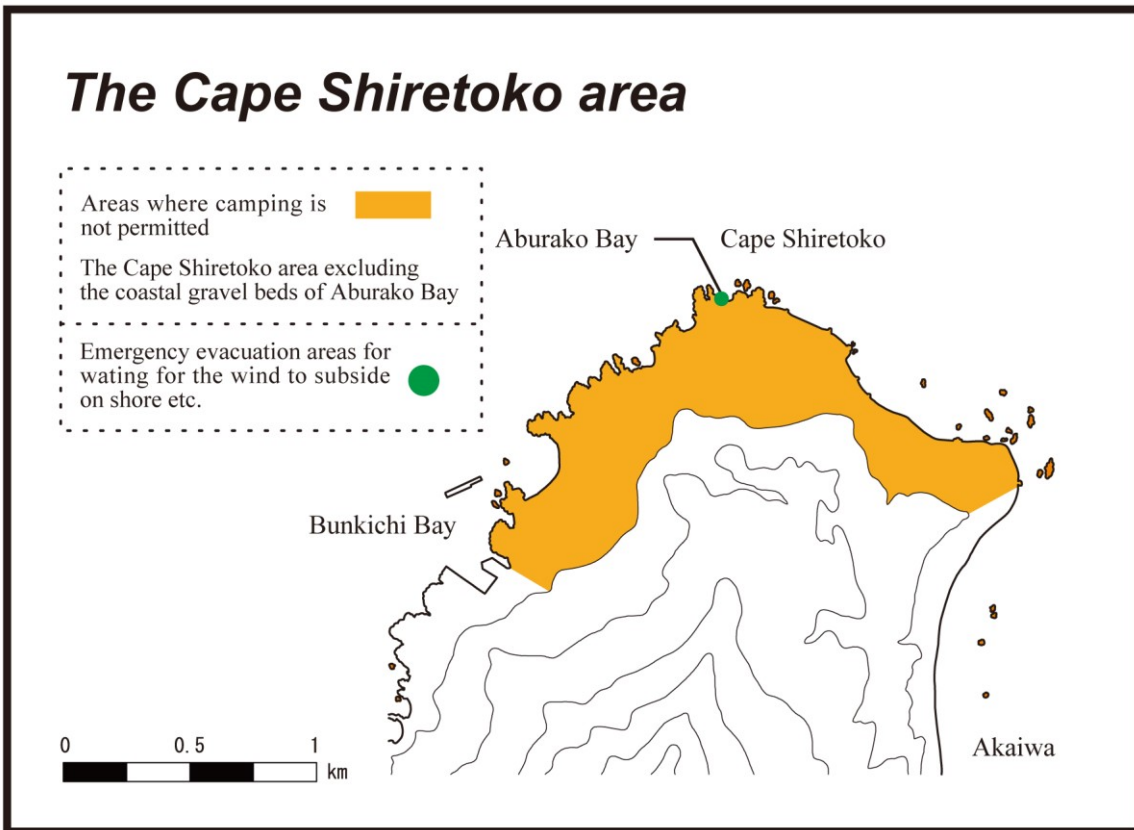 The Cape Shiretoko area
Areas where camping is
not permitted
The Cape Shiretoko area excluding
the coastal gravel beds of Aburako Bay
Emergency evacuation areas for
wating for the wind to subside
on shore etc.
Aburako Bay
Cape Shiretoko
Bunkichi Bay
Akaiwa
0 0.5 1
km